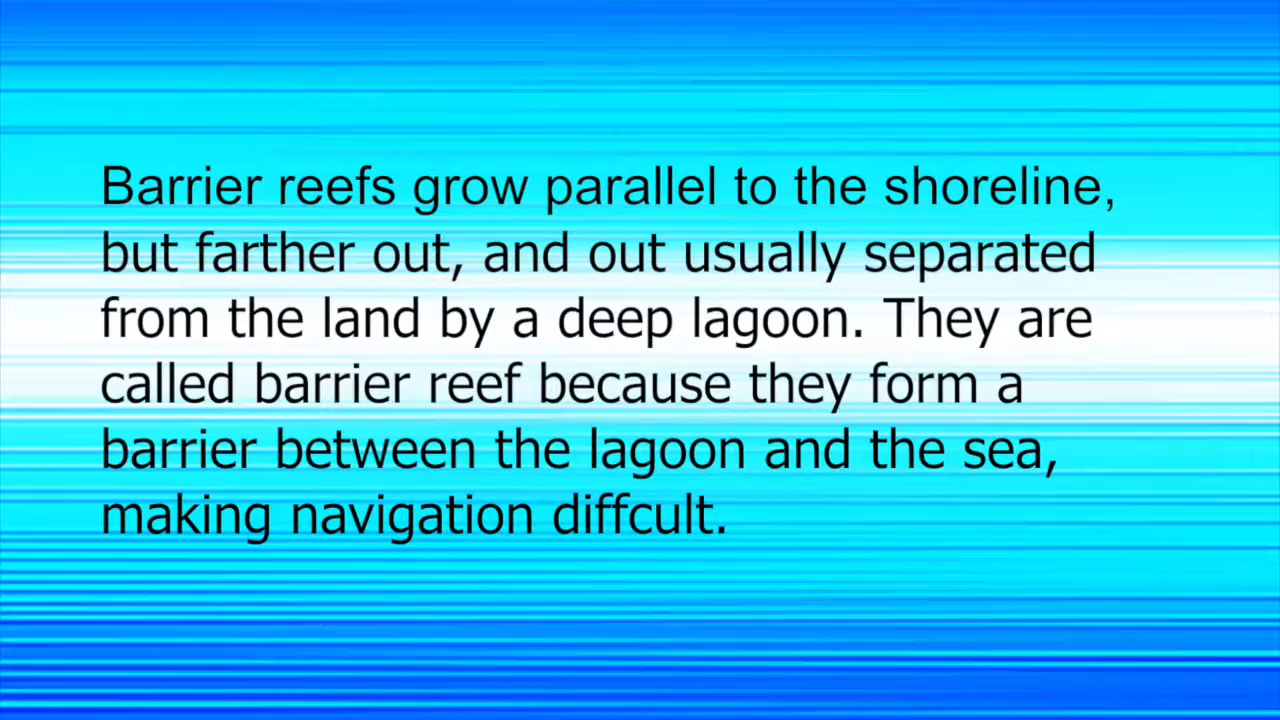 Barrier reefs grow parallel to the shoreline,
but farther out, and out usually separated
from the land by a deep lagoon. They are
called barrier reef because they form a
barrier between the lagoon and the sea,
making navigation diffcult.